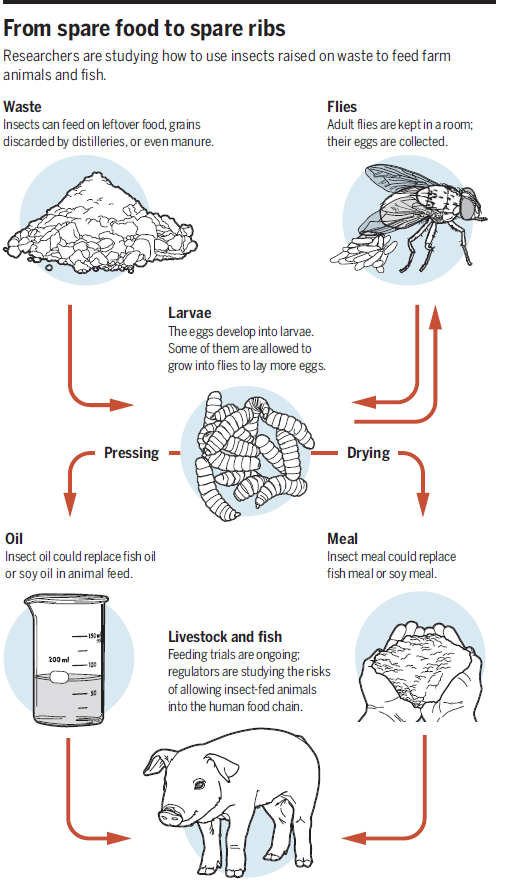 From spare food to spare ribs
Researchers are studying how to use insects raised on waste to feed farm
animals and fish.
Waste
Insects can feed on leftover food, grains
discarded by distilleries, or even manure.
Flies
Adult flies are kept in a room;
their eggs are collected.
Larvae
The eggs develop into larvae.
Some of them are allowed to
grow into flies to lay more eggs.
Pressing
Drying
Oil
Insect oil could replace fish oil
or soy oil in animal feed.
Meal
Insect meal could replace
fish meal or soy meal.
150
200 ml
100
50
Livestock and fish
Feeding trials are ongoing;
regulators are studying the risks
of allowing insect-fed animals
into the human food chain.